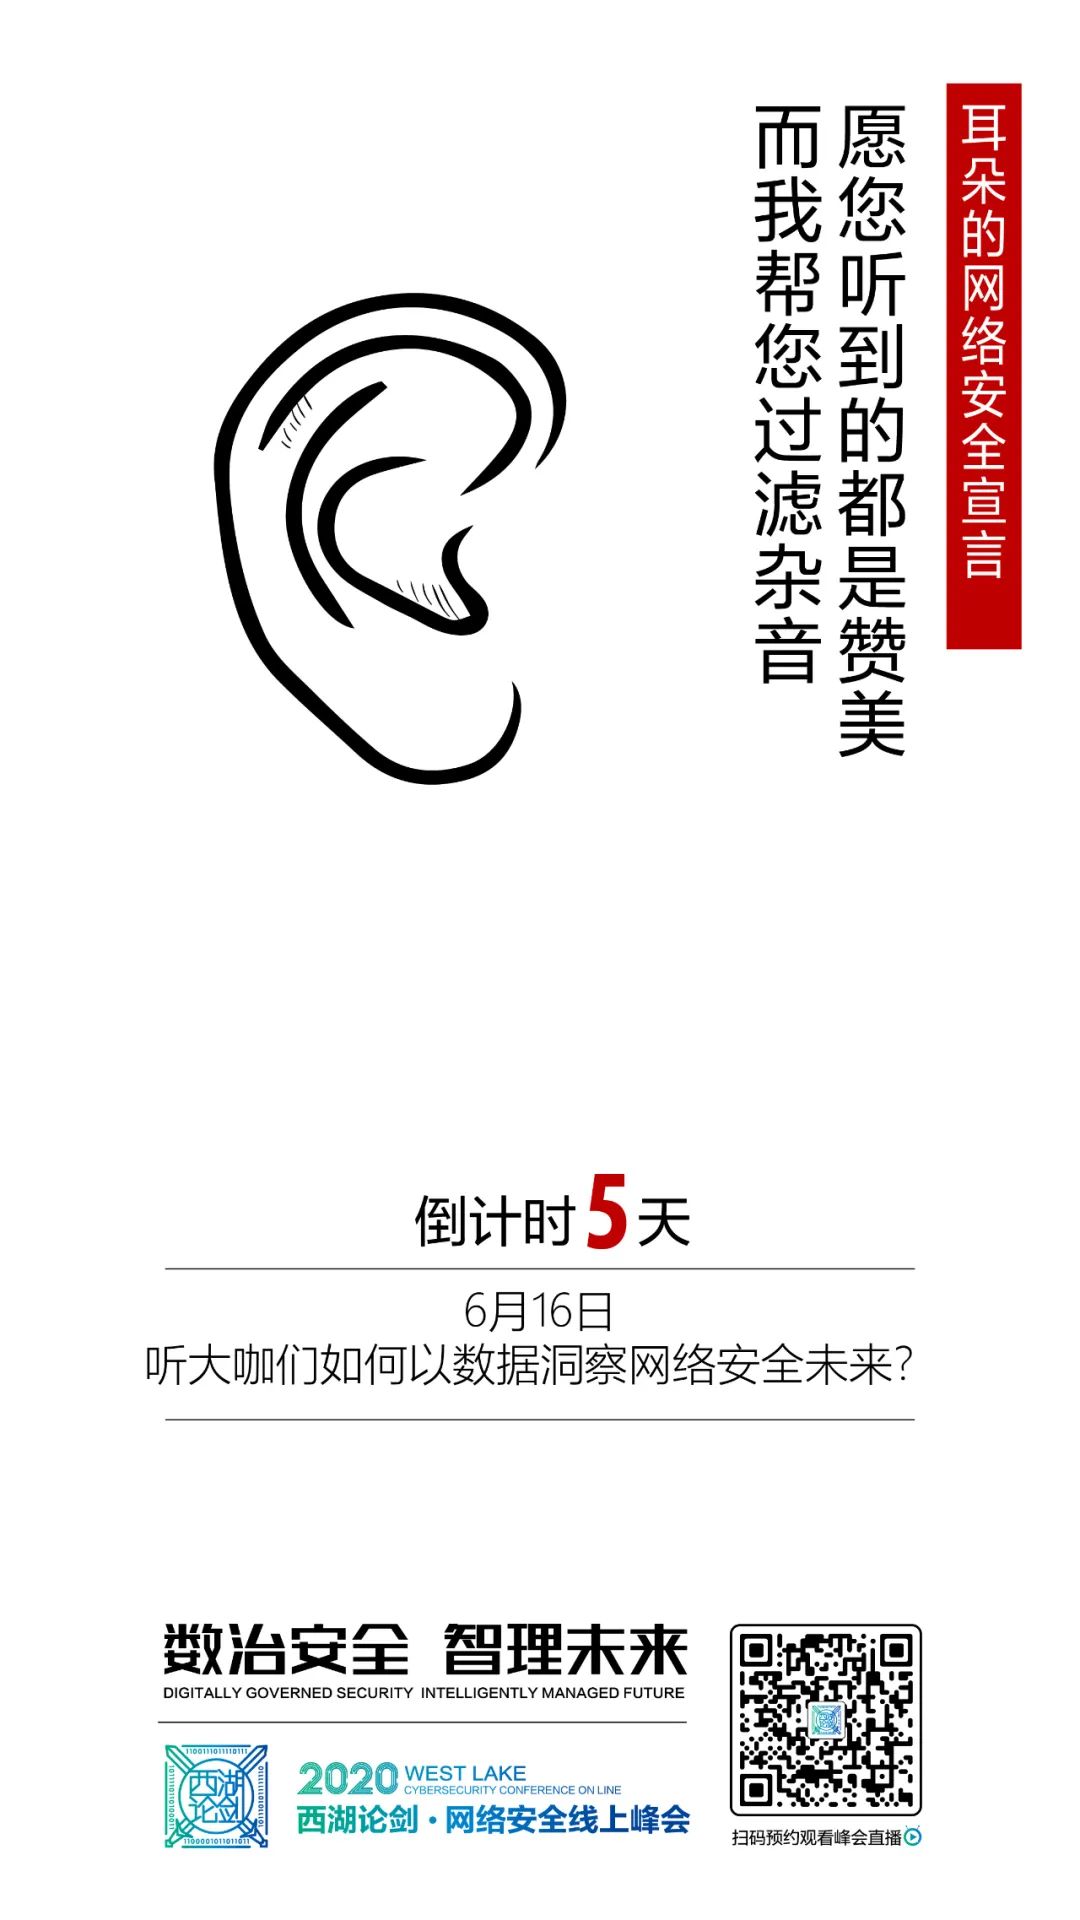 耳朵的网络安全宣言
愿您听到的都是赞美
而我帮您过滤杂音
倒计时5天
6月16日
听大咖们如何以数据洞察网络安全未来?
数治安全 智理未来
DIGITALLY GOVERNED SECURITY INTELLIGENTLY MANAGED FUTURE
西湖论剑
2020 WEST LAKE
CYBERSECURITY CONFERENCE ON LINE
西湖论剑·网络安全线上峰会
扫码预约观看峰会直播